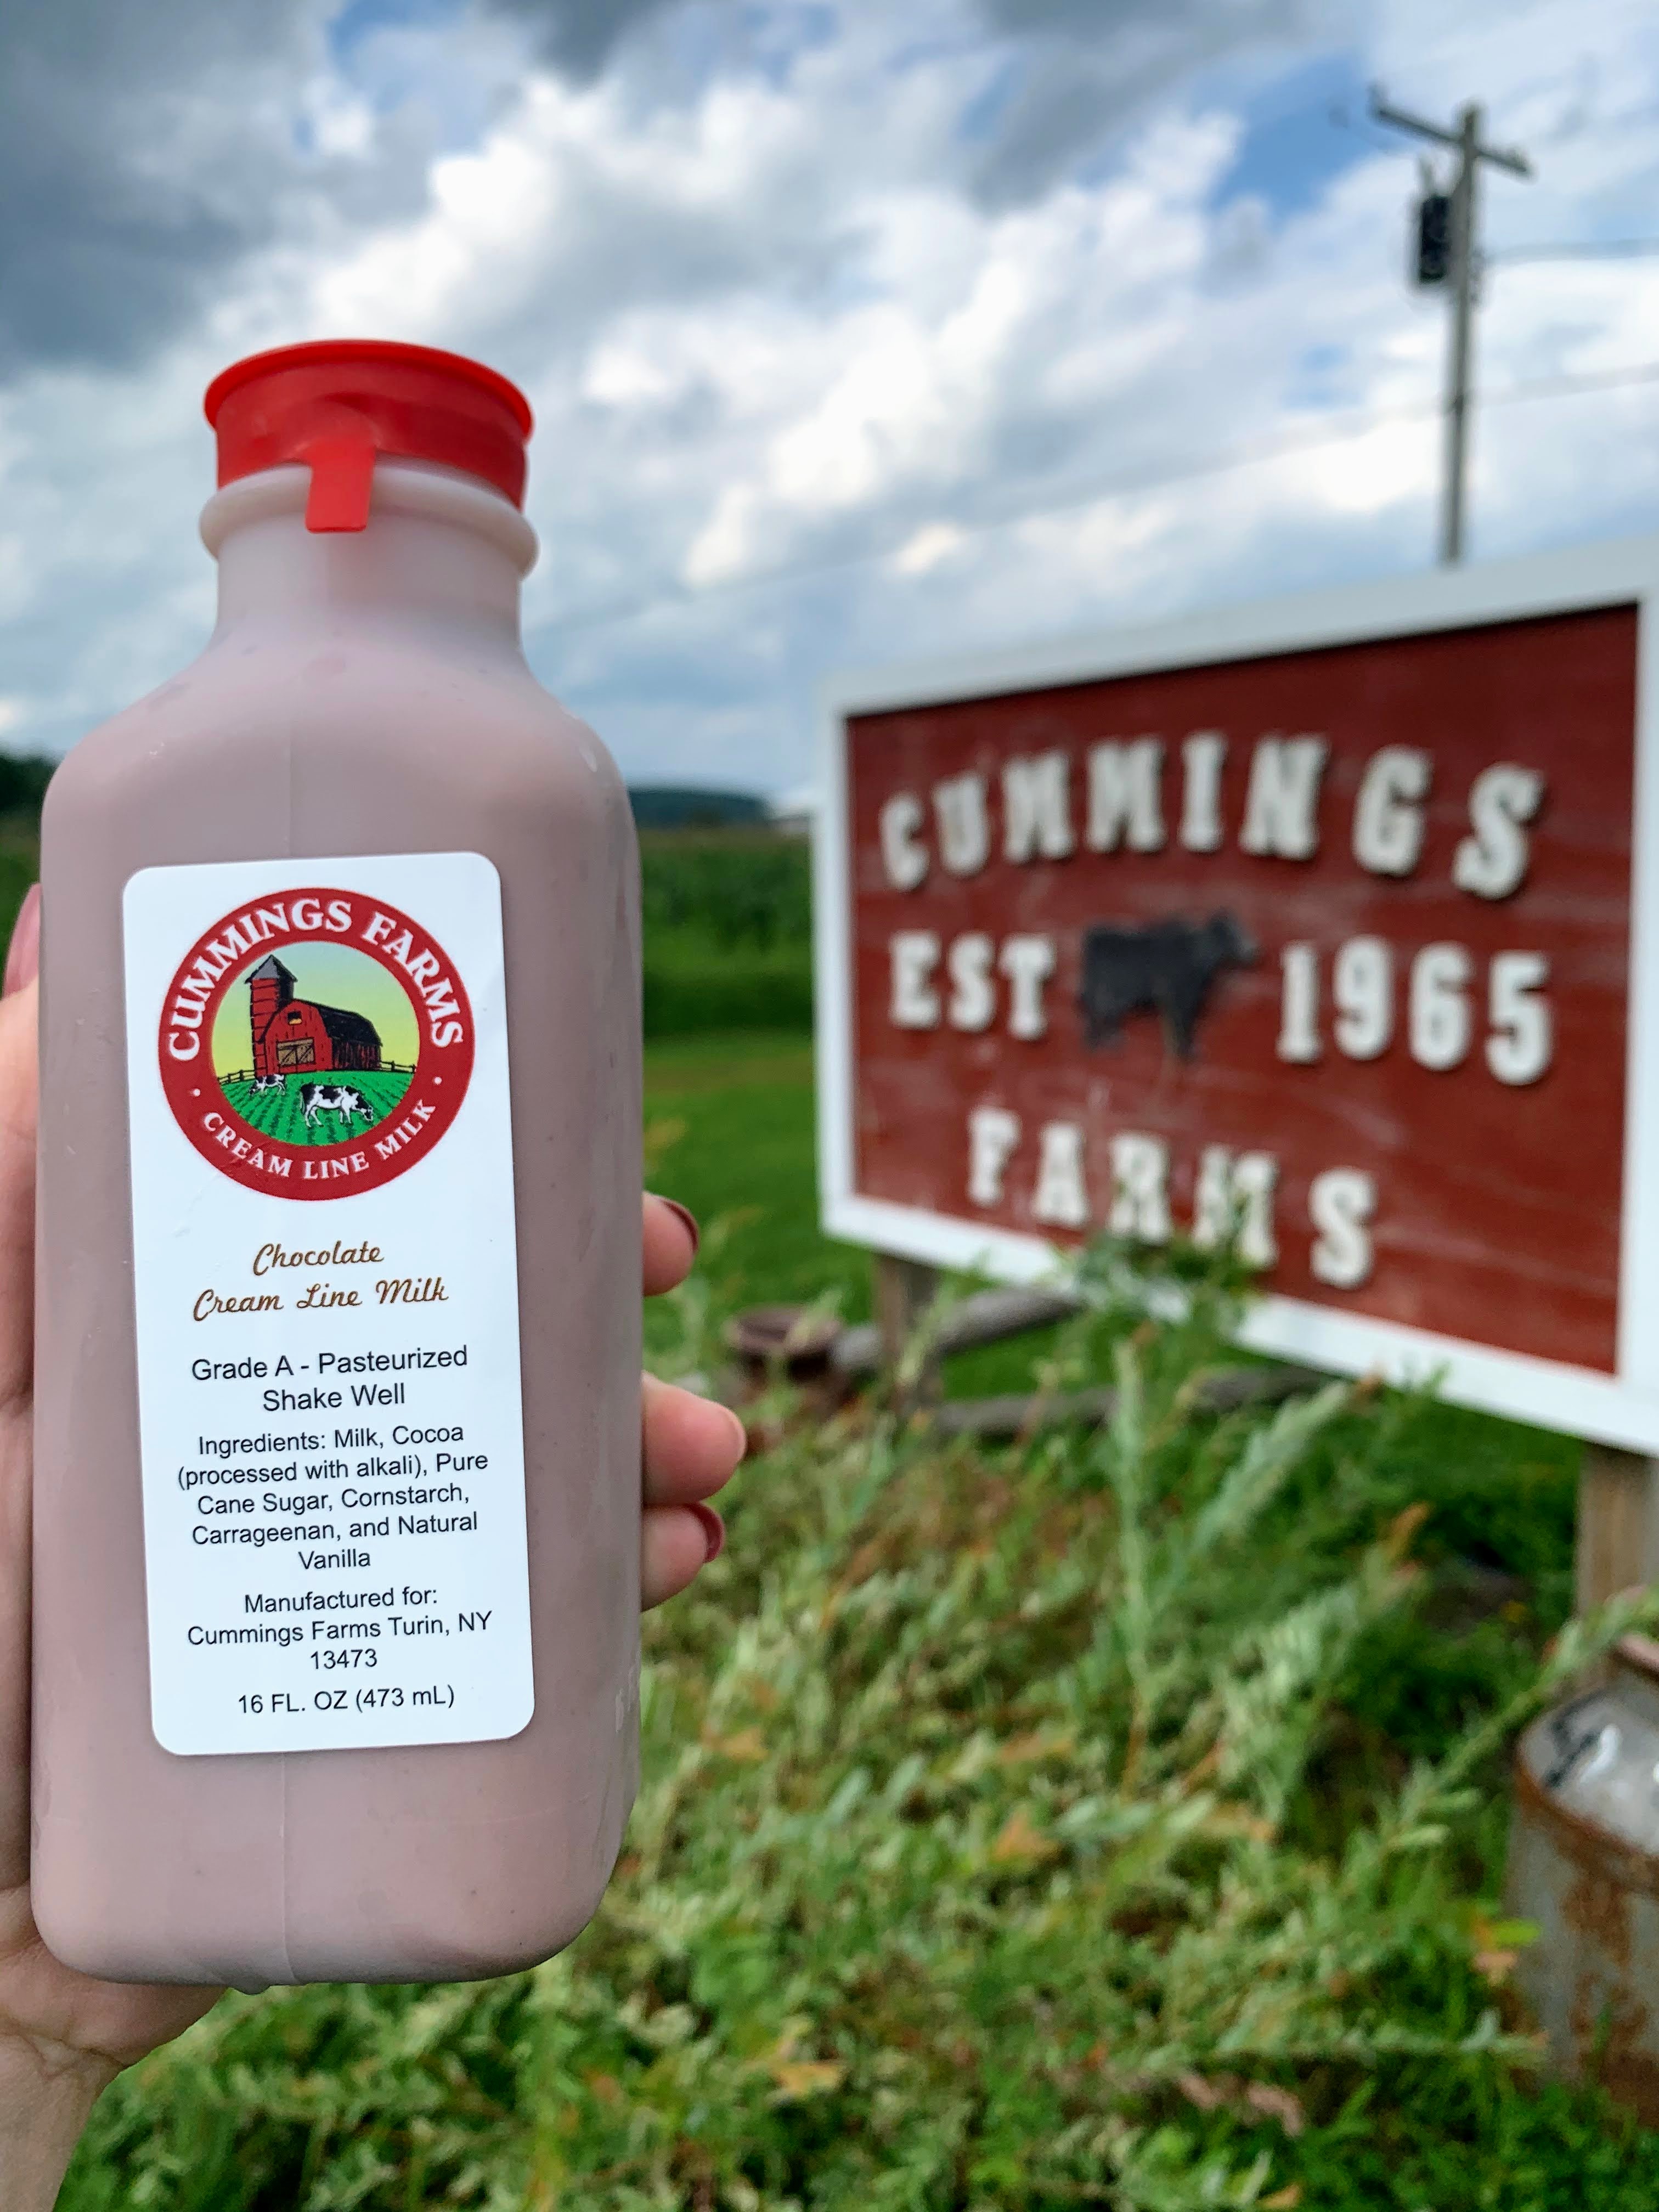 CUMMINGS FARMS
CREAM LINE MILK
Chocolate
Cream Line Milk
Grade A - Pasteurized
Shake Well
Ingredients: Milk, Cocoa
(processed with alkali), Pure
Cane Sugar, Cornstarch,
Carrageenan, and Natural
Vanilla
Manufactured for:
Cummings Farms Turin, NY
13473
16 FL. OZ (473 mL)
CUMMINGS
EST 1965
FARMS